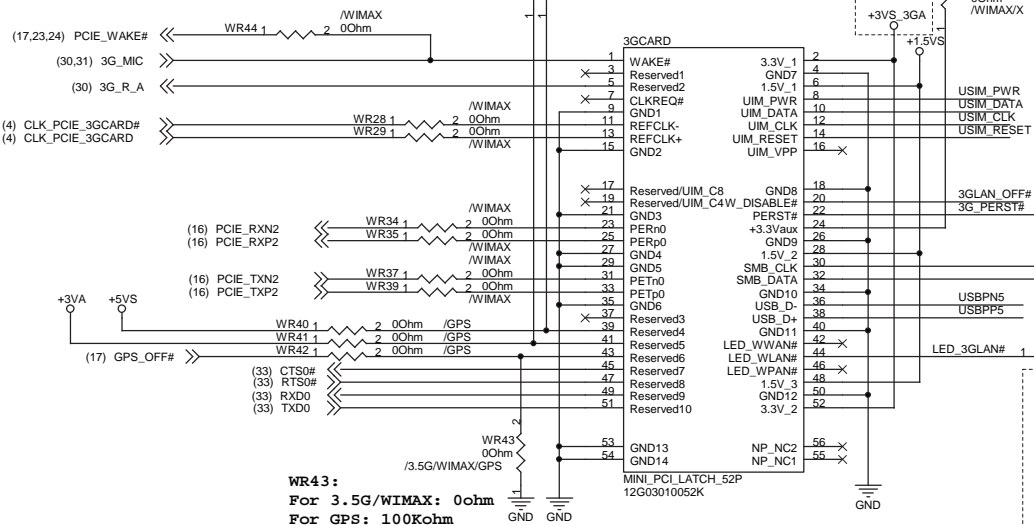 /WIMAX
0Ohm
/WIMAX/X
+3VS_3GA
+1.5VS
(17,23,24) PCIE_WAKE# WR44 1 2 0Ohm
3GCARD
(30,31) 3G_MIC 1 WAKE# 3.3V_1 2
3 Reserved1 GND7 4
(30) 3G_R_A 5 Reserved2 1.5V_1 6
7 CLKREQ# UIM_PWR 8 USIM_PWR
/WIMAX 9 GND1 UIM_DATA 10 USIM_DATA
(4) CLK_PCIE_3GCARD# WR28 1 2 0Ohm 11 REFCLK- UIM_CLK 12 USIM_CLK
(4) CLK_PCIE_3GCARD WR29 1 2 0Ohm 13 REFCLK+ UIM_RESET 14 USIM_RESET
/WIMAX 15 GND2 UIM_VPP 16
17 Reserved/UIM_C8 GND8 18
19 Reserved/UIM_C4 W_DISABLE# 20 3GLAN_OFF#
/WIMAX 21 GND3 PERST# 22 3G_PERST#
(16) PCIE_RXN2 WR34 1 2 0Ohm 23 PERn0 +3.3Vaux 24
(16) PCIE_RXP2 WR35 1 2 0Ohm 25 PERp0 GND9 26
/WIMAX 27 GND4 1.5V_2 28
/WIMAX 29 GND5 SMB_CLK 30
(16) PCIE_TXN2 WR37 1 2 0Ohm 31 PETn0 SMB_DATA 32
(16) PCIE_TXP2 WR39 1 2 0Ohm 33 PETp0 GND10 34
/WIMAX 35 GND6 USB_D- 36 USBPN5
+3VA +5VS 37 Reserved3 USB_D+ 38 USBPP5
WR40 1 2 0Ohm /GPS 39 Reserved4 GND11 40
WR41 1 2 0Ohm /GPS 41 Reserved5 LED_WWAN# 42
(17) GPS_OFF# WR42 1 2 0Ohm /GPS 43 Reserved6 LED_WLAN# 44 LED_3GLAN# 1
(33) CTS0# 45 Reserved7 LED_WPAN# 46
(33) RTS0# 47 Reserved8 1.5V_3 48
(33) RXD0 49 Reserved9 GND12 50
(33) TXD0 51 Reserved10 3.3V_2 52
2
WR43 53 GND13 NP_NC2 56
0Ohm 54 GND14 NP_NC1 55
/3.5G/WIMAX/GPS
MINI_PCI_LATCH_52P
12G03010052K
1
WR43:
For 3.5G/WIMAX: 0ohm
For GPS: 100Kohm
GND GND GND